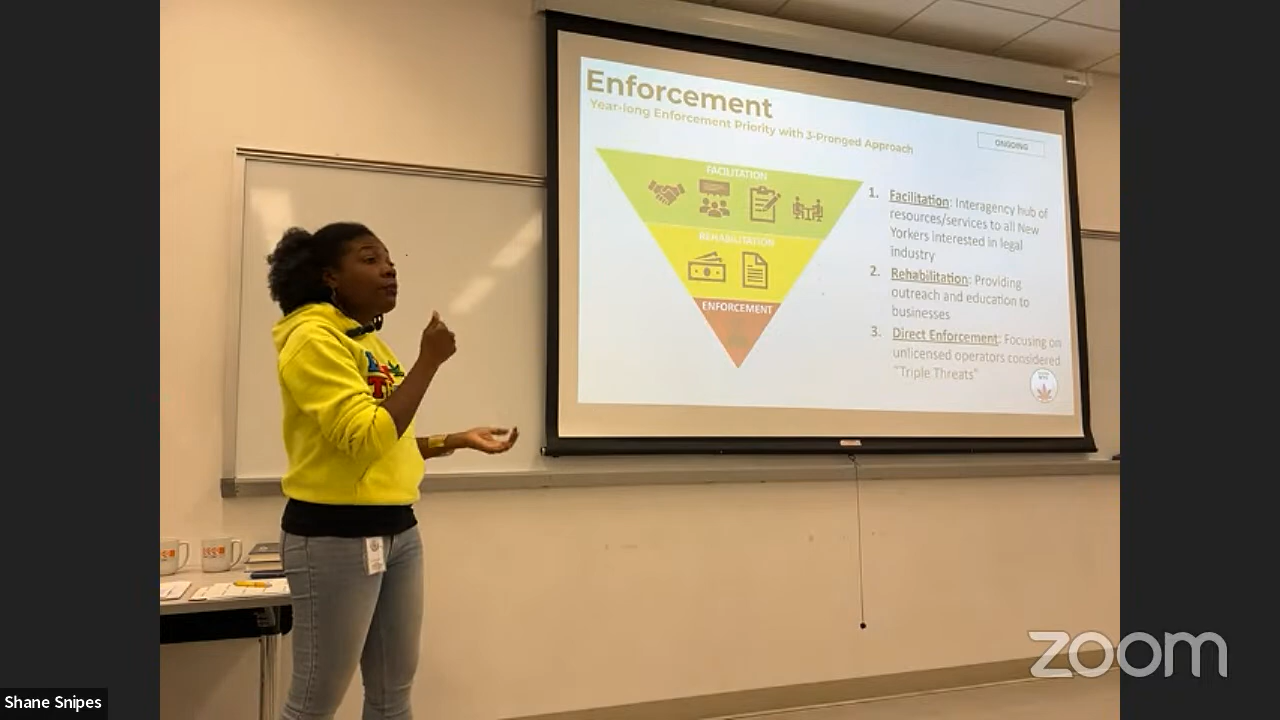 Enforcement
Year-long Enforcement Priority with 3-Pronged Approach
ONGOING
FACILITATION
REHABILITATION
ENFORCEMENT
1. Facilitation: Interagency hub of
resources/services to all New
Yorkers interested in legal
industry
2. Rehabilitation: Providing
outreach and education to
businesses
3. Direct Enforcement: Focusing on
unlicensed operators considered
"Triple Threats"
zoom
Shane Snipes